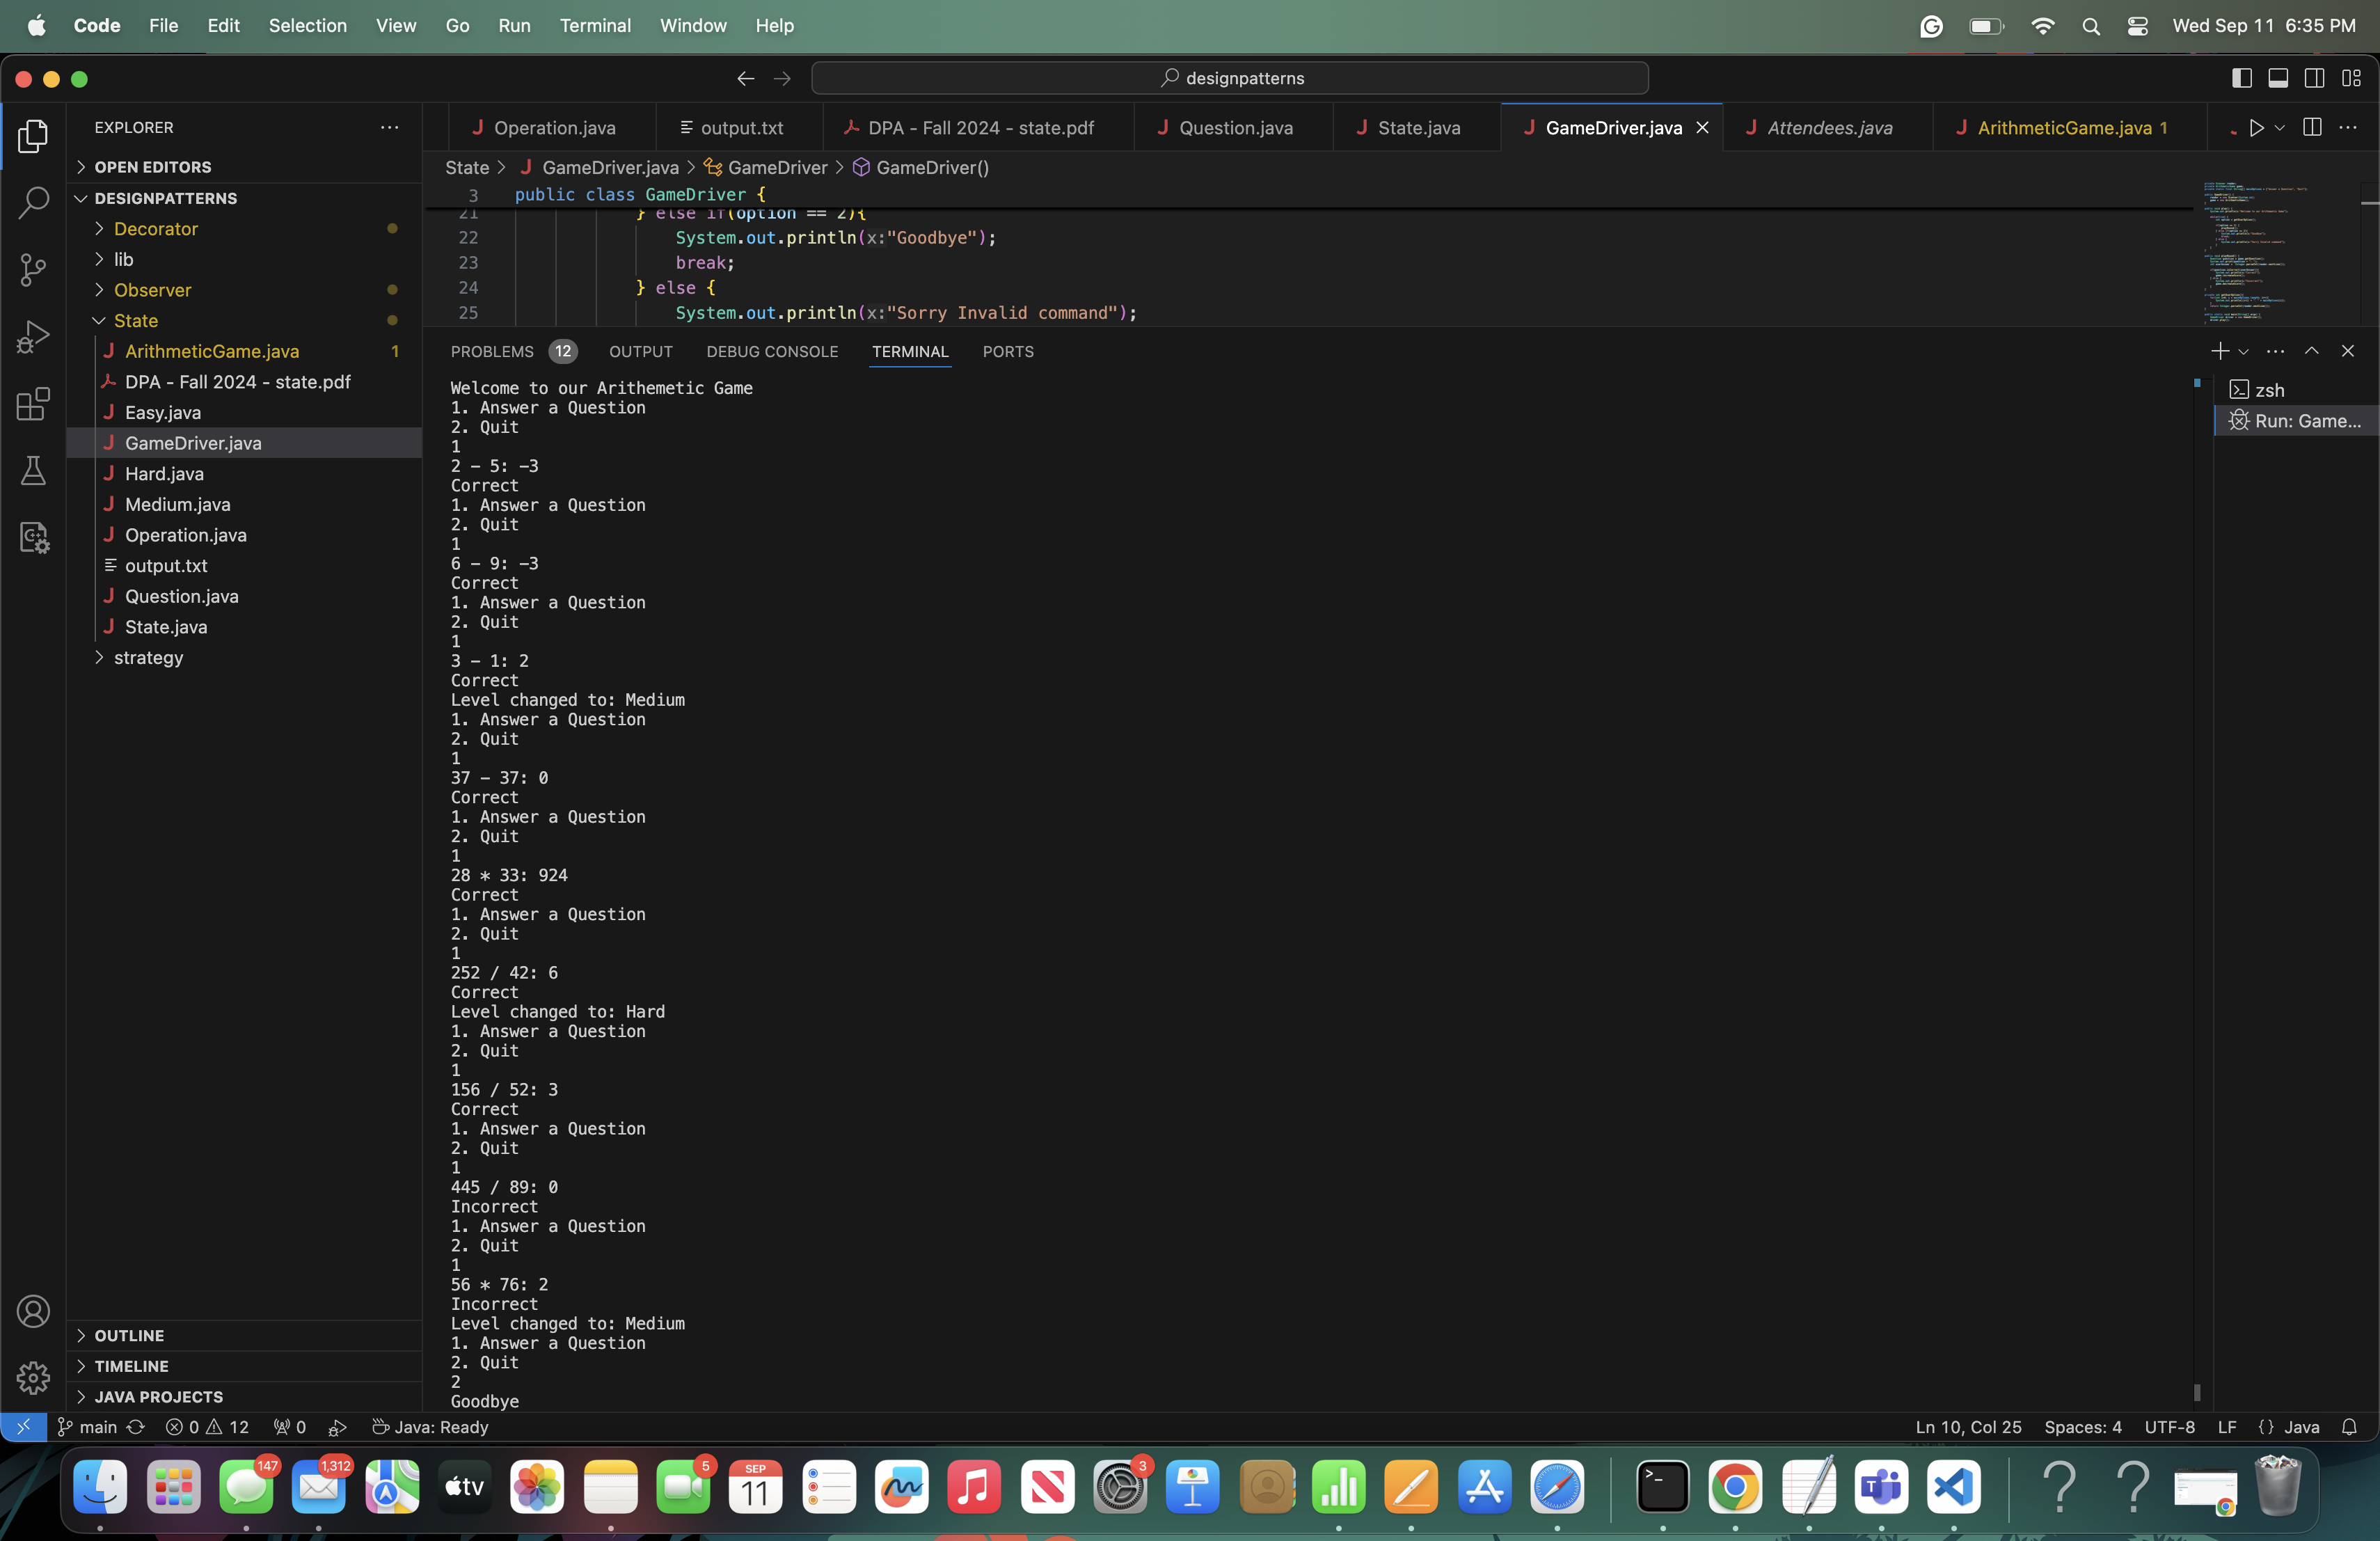 Code File Edit Selection View Go Run Terminal Window Help Wed Sep 11 6:35 PM
designpatterns
EXPLORER
OPEN EDITORS
DESIGNPATTERNS
Decorator
lib
Observer
State
ArithmeticGame.java 1
DPA - Fall 2024 - state.pdf
Easy.java
GameDriver.java
Hard.java
Medium.java
Operation.java
output.txt
Question.java
State.java
strategy
OUTLINE
TIMELINE
JAVA PROJECTS
Operation.java output.txt DPA - Fall 2024 - state.pdf Question.java State.java GameDriver.java Attendees.java ArithmeticGame.java 1
State > GameDriver.java > GameDriver > GameDriver()
3 public class GameDriver {
21 } else if(option == 2){
22 System.out.println(x:"Goodbye");
23 break;
24 } else {
25 System.out.println(x:"Sorry Invalid command");
PROBLEMS 12 OUTPUT DEBUG CONSOLE TERMINAL PORTS
Welcome to our Arithemetic Game
1. Answer a Question
2. Quit
1
2 - 5: -3
Correct
1. Answer a Question
2. Quit
1
6 - 9: -3
Correct
1. Answer a Question
2. Quit
1
3 - 1: 2
Correct
Level changed to: Medium
1. Answer a Question
2. Quit
1
37 - 37: 0
Correct
1. Answer a Question
2. Quit
1
28 * 33: 924
Correct
1. Answer a Question
2. Quit
1
252 / 42: 6
Correct
Level changed to: Hard
1. Answer a Question
2. Quit
1
156 / 52: 3
Correct
1. Answer a Question
2. Quit
1
445 / 89: 0
Incorrect
1. Answer a Question
2. Quit
1
56 * 76: 2
Incorrect
Level changed to: Medium
1. Answer a Question
2. Quit
2
Goodbye
zsh
Run: Game...
main 0 12 0 Java: Ready Ln 10, Col 25 Spaces: 4 UTF-8 LF {} Java
147 1,312 tv 5 SEP 11 3